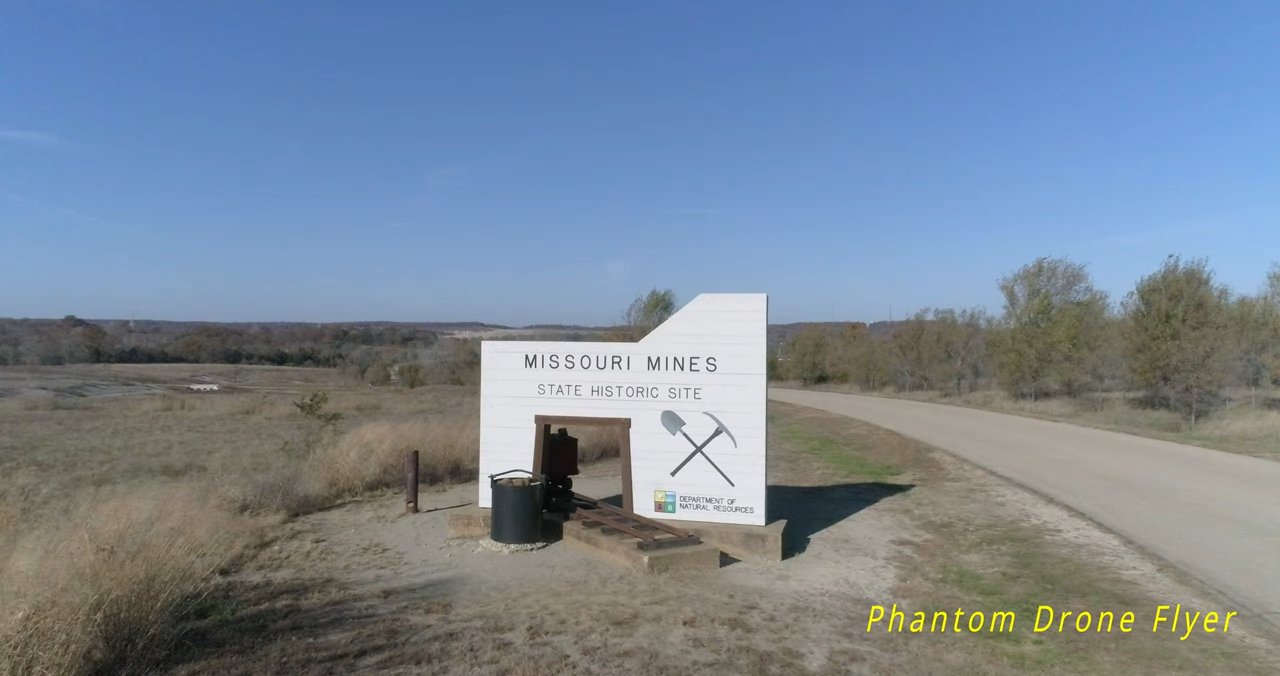 MISSOURI MINES
STATE HISTORIC SITE
DEPARTMENT OF
NATURAL RESOURCES
Phantom Drone Flyer